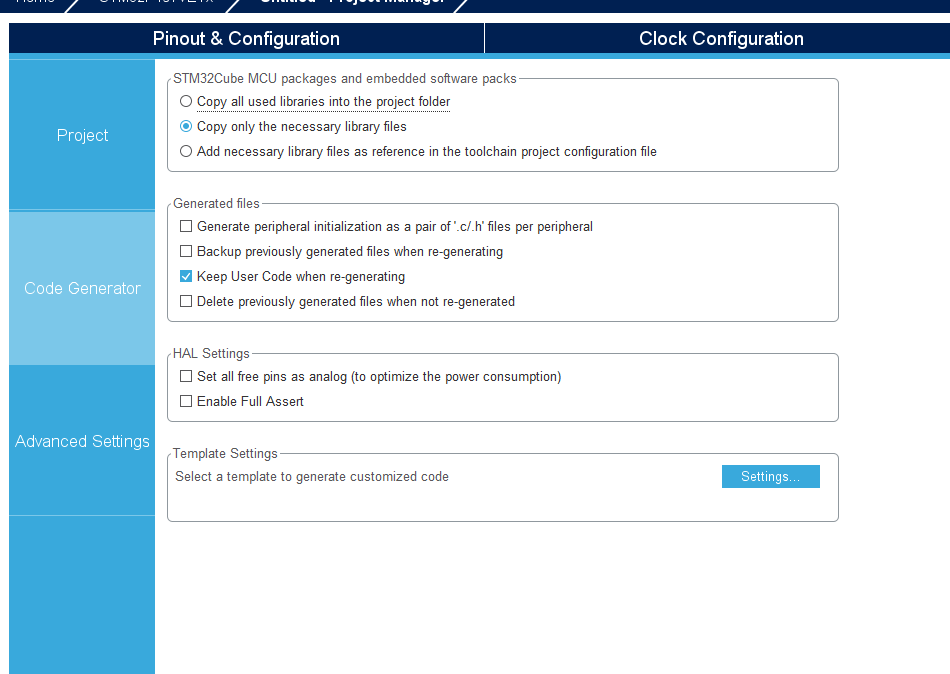 Pinout & Configuration
Clock Configuration
Project
Code Generator
Advanced Settings
STM32Cube MCU packages and embedded software packs
Copy all used libraries into the project folder
Copy only the necessary library files
Add necessary library files as reference in the toolchain project configuration file
Generated files
Generate peripheral initialization as a pair of '.c/.h' files per peripheral
Backup previously generated files when re-generating
Keep User Code when re-generating
Delete previously generated files when not re-generated
HAL Settings
Set all free pins as analog (to optimize the power consumption)
Enable Full Assert
Template Settings
Select a template to generate customized code
Settings...